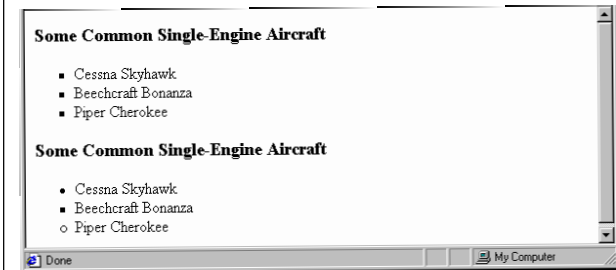 Some Common Single-Engine Aircraft
▪ Cessna Skyhawk
▪ Beechcraft Bonanza
▪ Piper Cherokee
Some Common Single-Engine Aircraft
• Cessna Skyhawk
▪ Beechcraft Bonanza
○ Piper Cherokee
Done My Computer